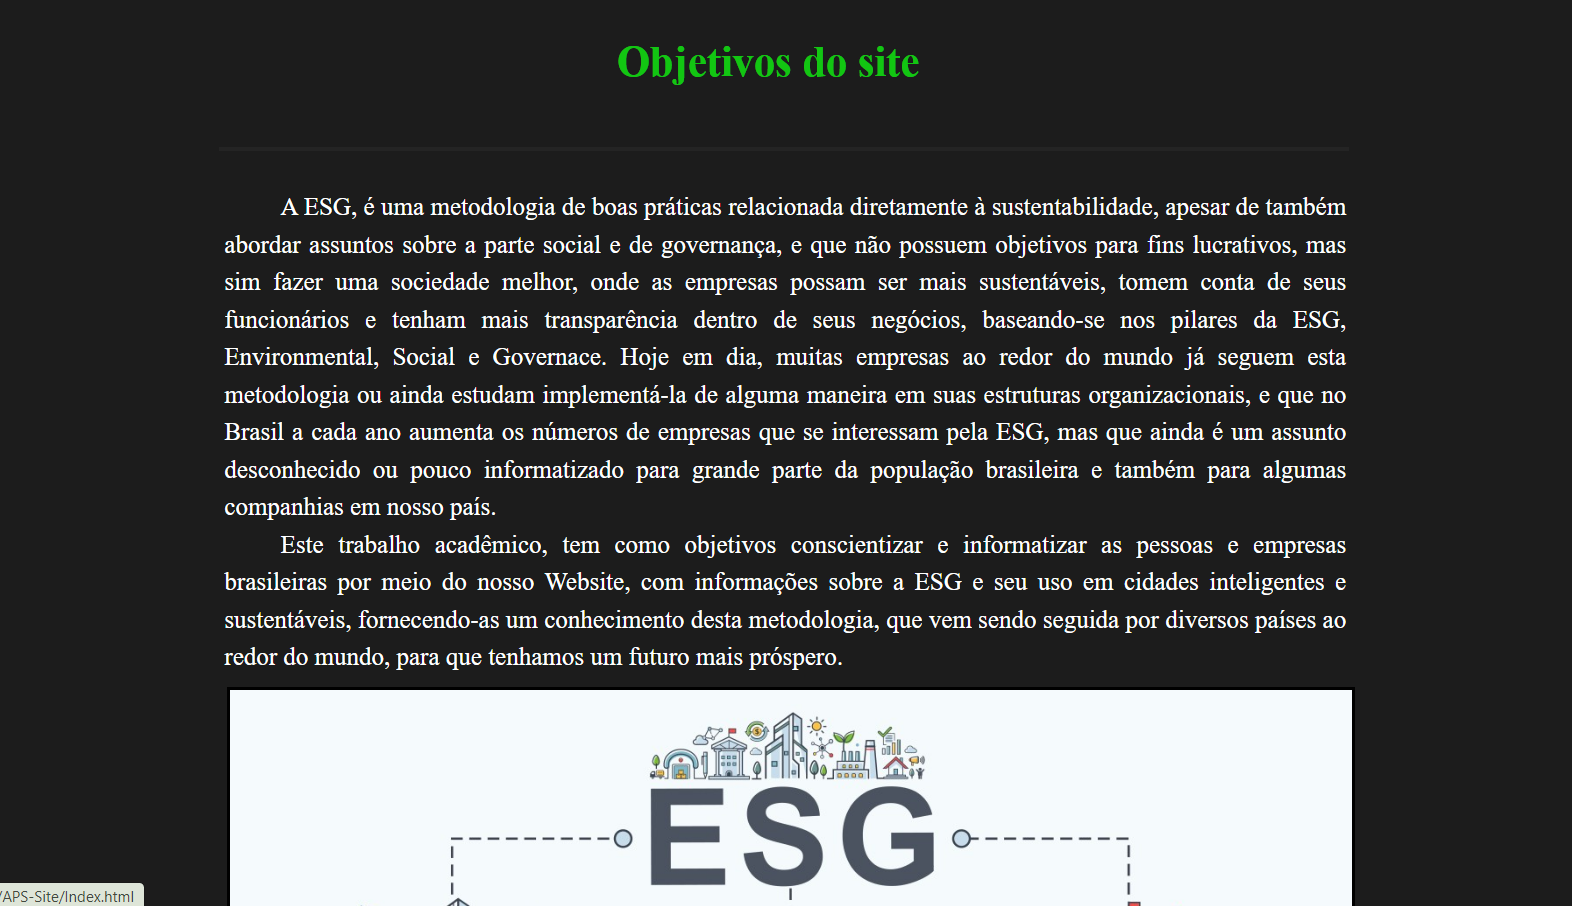 Objetivos do site
A ESG, é uma metodologia de boas práticas relacionada diretamente à sustentabilidade, apesar de também
abordar assuntos sobre a parte social e de governança, e que não possuem objetivos para fins lucrativos, mas
sim fazer uma sociedade melhor, onde as empresas possam ser mais sustentáveis, tomem conta de seus
funcionários e tenham mais transparência dentro de seus negócios, baseando-se nos pilares da ESG,
Environmental, Social e Governace. Hoje em dia, muitas empresas ao redor do mundo já seguem esta
metodologia ou ainda estudam implementá-la de alguma maneira em suas estruturas organizacionais, e que no
Brasil a cada ano aumenta os números de empresas que se interessam pela ESG, mas que ainda é um assunto
desconhecido ou pouco informatizado para grande parte da população brasileira e também para algumas
companhias em nosso país.
Este trabalho acadêmico, tem como objetivos conscientizar e informatizar as pessoas e empresas
brasileiras por meio do nosso Website, com informações sobre a ESG e seu uso em cidades inteligentes e
sustentáveis, fornecendo-as um conhecimento desta metodologia, que vem sendo seguida por diversos países ao
redor do mundo, para que tenhamos um futuro mais próspero.
ESG
/APS-Site/Index.html